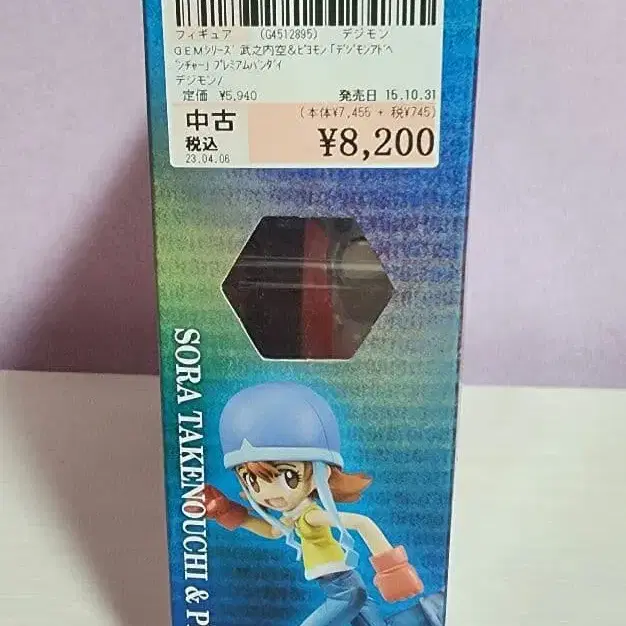 フィギュア (G4512895) デジモン
GEMシリーズ 武之内空&ピヨモン「デジモンアドベ
ンチャー」プレミアムバンダイ
デジモン/
定価 ¥5,940 発売日 15.10.31
中古 (本体¥7,455 + 税¥745)
税込 ¥8,200
23.04.06
SORA TAKENOUCHI & P